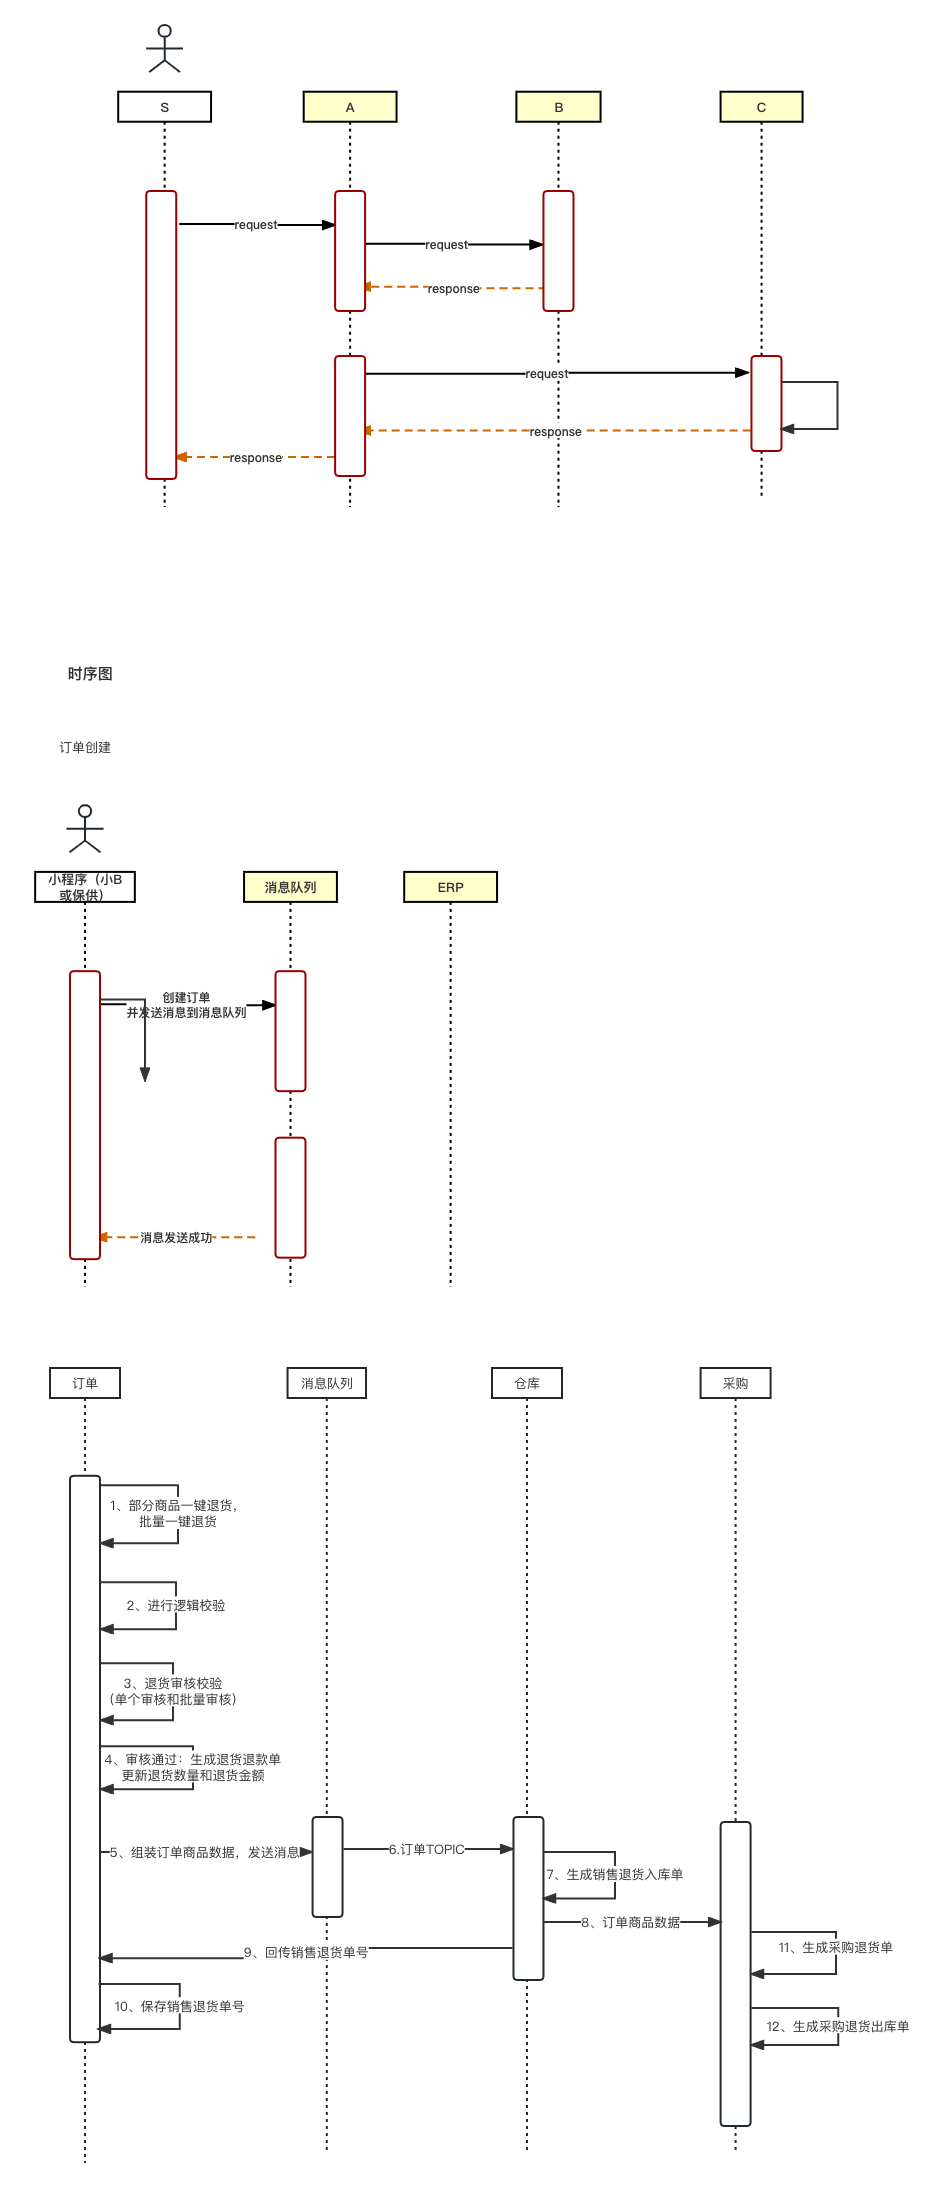 S
A
B
C
request
request
response
request
response
response
时序图
订单创建
小程序（小B
或保供）
消息队列
ERP
创建订单
并发送消息到消息队列
消息发送成功
订单
消息队列
仓库
采购
1、部分商品一键退货，
批量一键退货
2、进行逻辑校验
3、退货审核校验
(单个审核和批量审核)
4、审核通过：生成退货退款单
更新退货数量和退货金额
5、组装订单商品数据，发送消息
6.订单TOPIC
7、生成销售退货入库单
8、订单商品数据
9、回传销售退货单号
11、生成采购退货单
10、保存销售退货单号
12、生成采购退货出库单